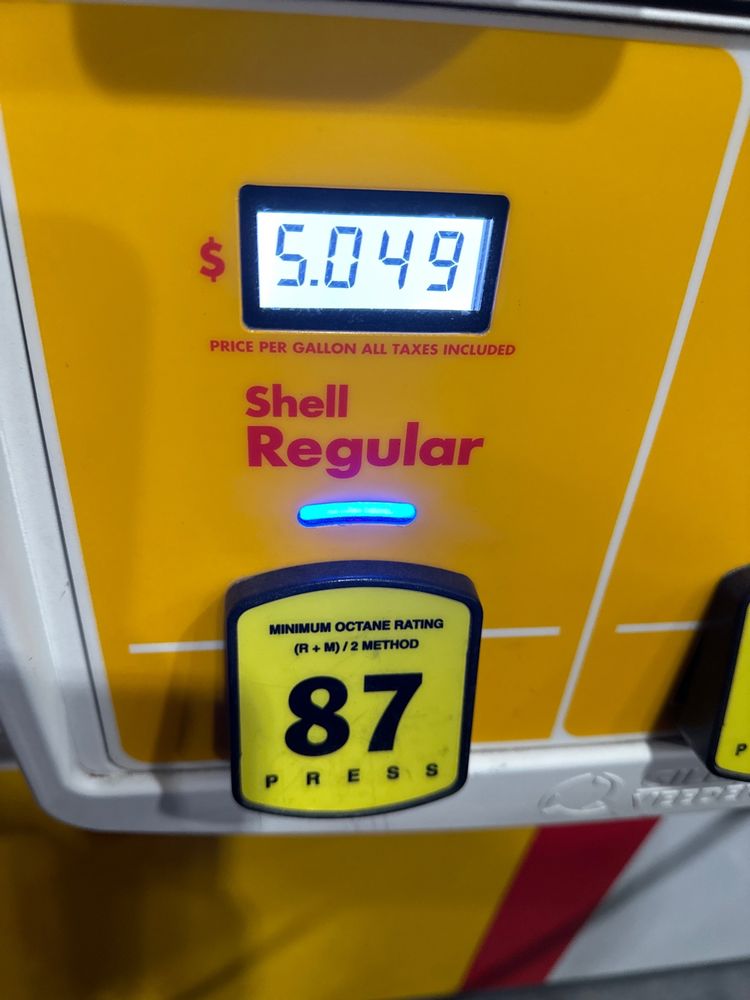 $ 5.049
PRICE PER GALLON ALL TAXES INCLUDED
Shell
Regular
MINIMUM OCTANE RATING
(R + M) / 2 METHOD
87
PRESS
P